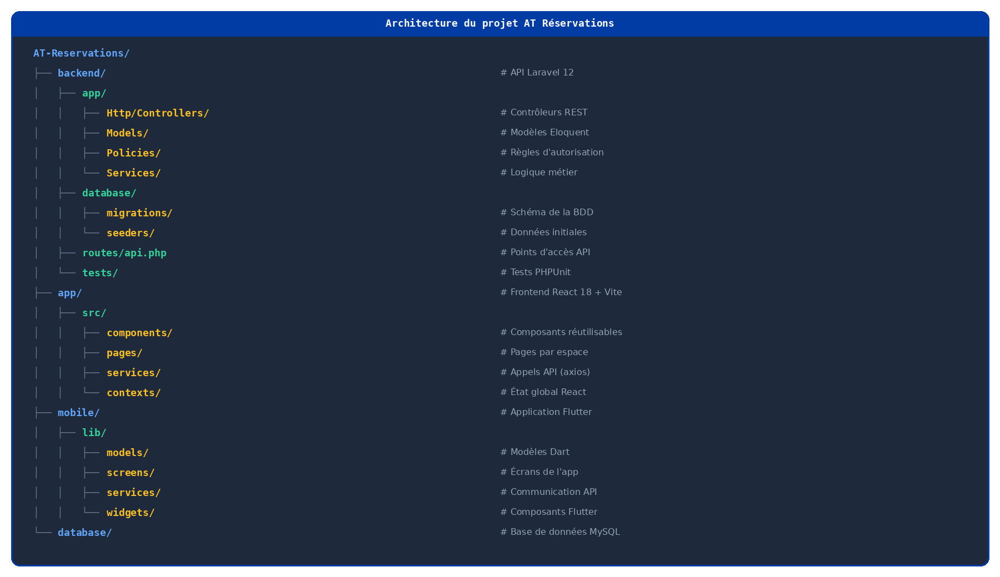 Architecture du projet AT Réservations
AT-Reservations/
├── backend/ # API Laravel 12
│   ├── app/
│   │   ├── Http/Controllers/ # Contrôleurs REST
│   │   ├── Models/ # Modèles Eloquent
│   │   ├── Policies/ # Règles d'autorisation
│   │   └── Services/ # Logique métier
│   ├── database/
│   │   ├── migrations/ # Schéma de la BDD
│   │   └── seeders/ # Données initiales
│   ├── routes/api.php # Points d'accès API
│   └── tests/ # Tests PHPUnit
├── app/ # Frontend React 18 + Vite
│   ├── src/
│   │   ├── components/ # Composants réutilisables
│   │   ├── pages/ # Pages par espace
│   │   ├── services/ # Appels API (axios)
│   │   └── contexts/ # État global React
├── mobile/ # Application Flutter
│   ├── lib/
│   │   ├── models/ # Modèles Dart
│   │   ├── screens/ # Écrans de l'app
│   │   ├── services/ # Communication API
│   │   └── widgets/ # Composants Flutter
└── database/ # Base de données MySQL